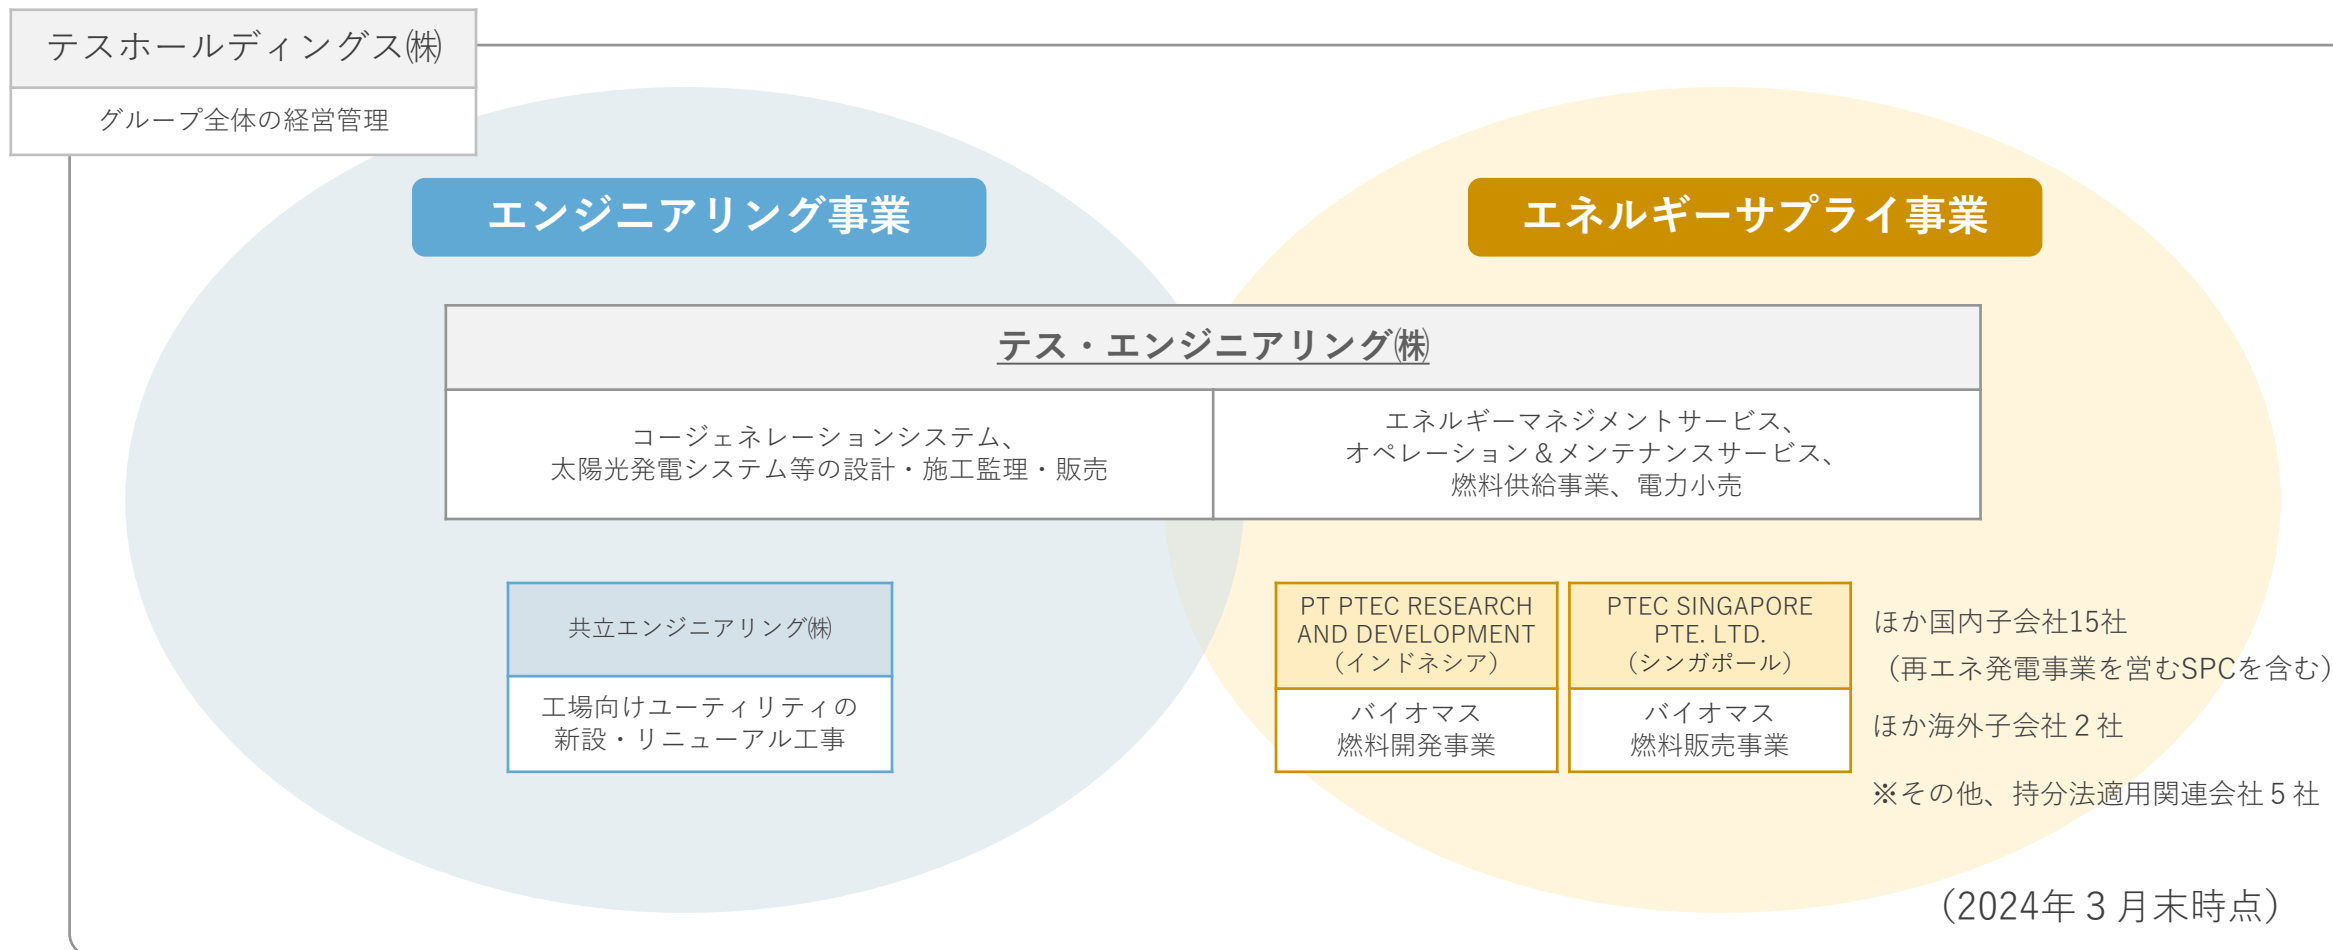 テスホールディングス㈱
グループ全体の経営管理
エンジニアリング事業
エネルギーサプライ事業
テス・エンジニアリング㈱
コージェネレーションシステム、
太陽光発電システム等の設計・施工監理・販売
エネルギーマネジメントサービス、
オペレーション＆メンテナンスサービス、
燃料供給事業、電力小売
共立エンジニアリング㈱
工場向けユーティリティの
新設・リニューアル工事
PT PTEC RESEARCH
AND DEVELOPMENT
（インドネシア）
バイオマス
燃料開発事業
PTEC SINGAPORE
PTE. LTD.
（シンガポール）
バイオマス
燃料販売事業
ほか国内子会社15社
（再エネ発電事業を営むSPCを含む）
ほか海外子会社２社
※その他、持分法適用関連会社５社
（2024年３月末時点）